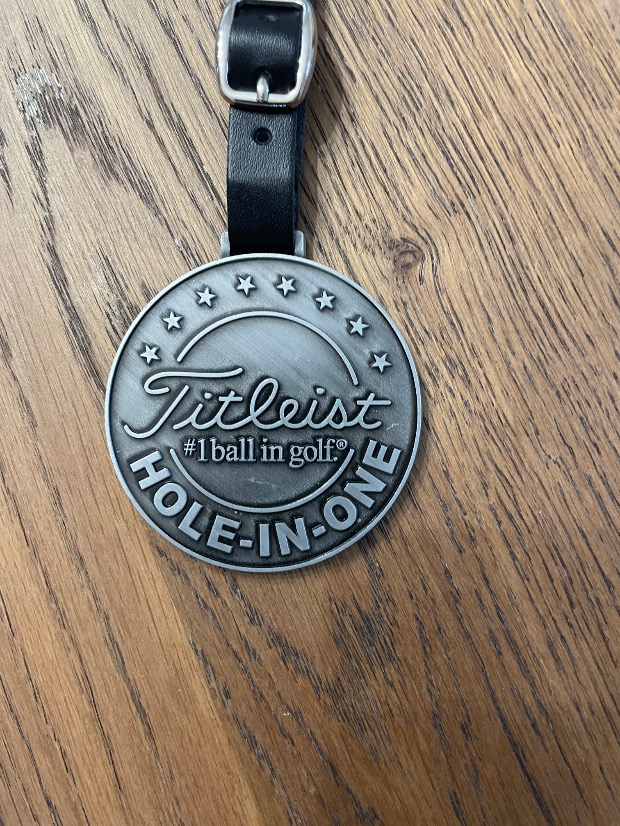 Titleist
#1 ball in golf.®
HOLE-IN-ONE